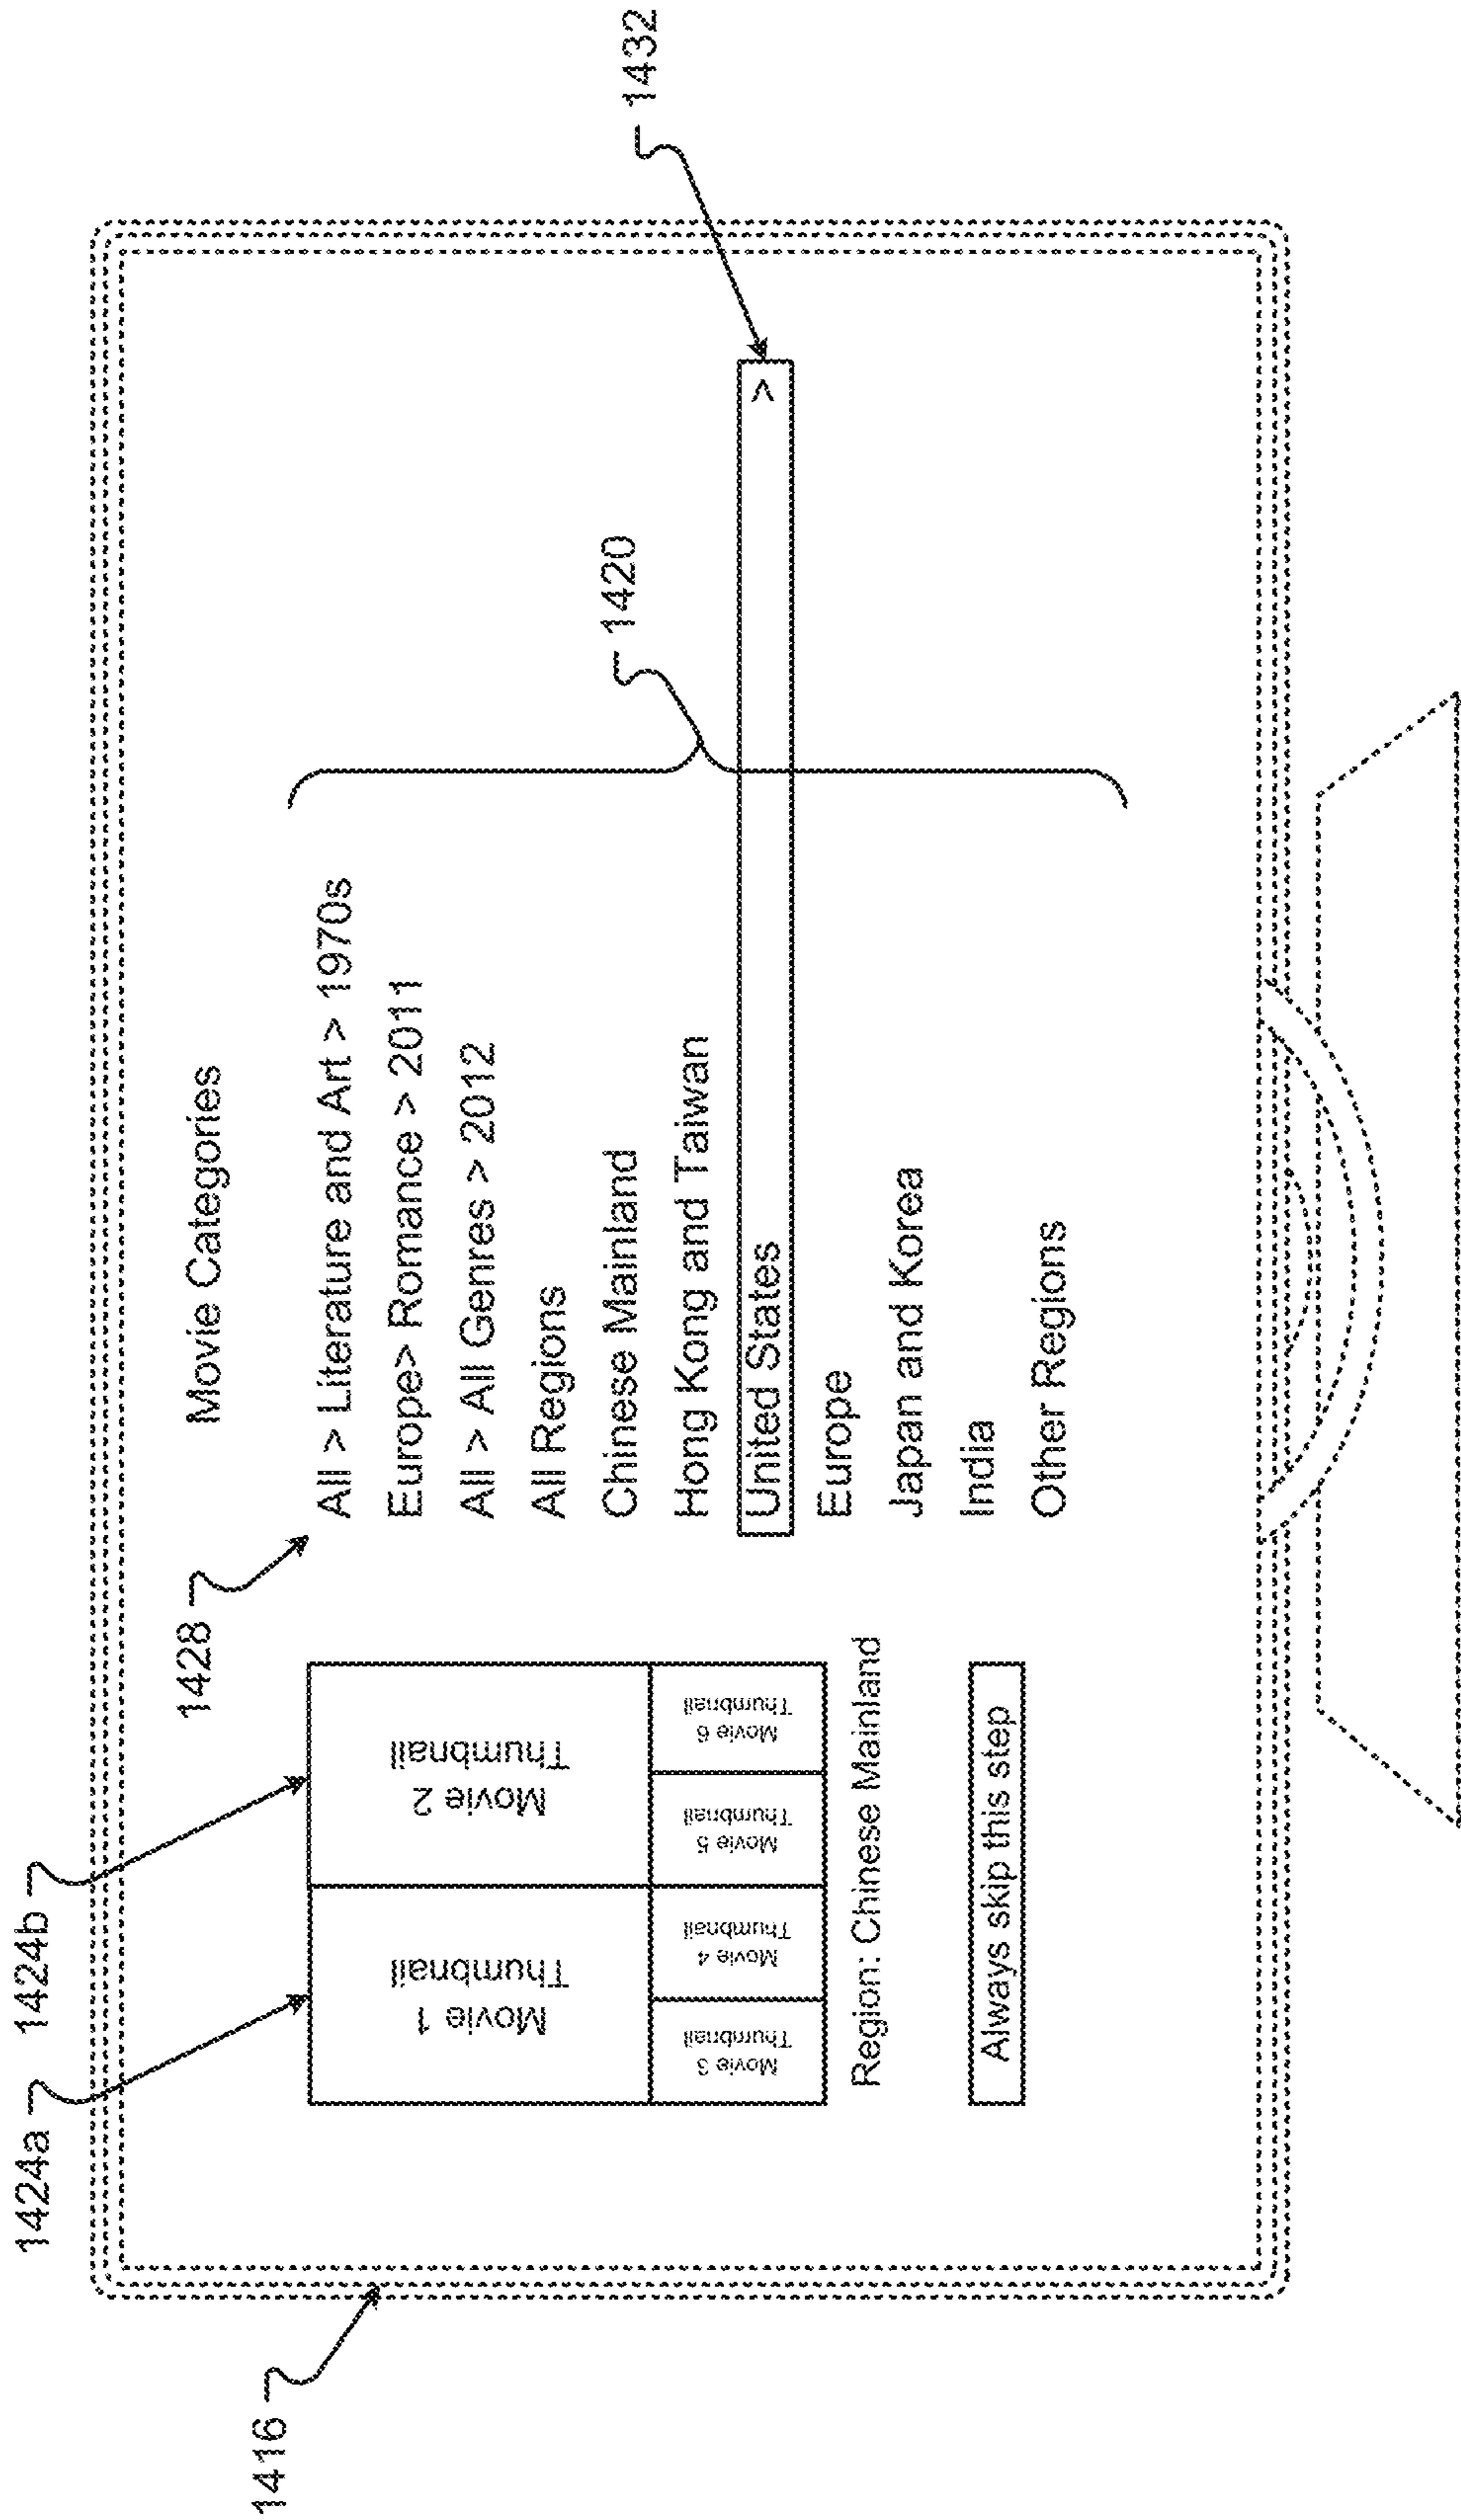 1416
1424a
1424b
1428
1420
1432
Movie Categories
Movie 1
Thumbnail
Movie 2
Thumbnail
Movie 3
Thumbnail
Movie 4
Thumbnail
Movie 5
Thumbnail
Movie 6
Thumbnail
Region: Chinese Mainland
Always skip this step
All > Literature and Art > 1970s
Europe> Romance > 2011
All > All Genres > 2012
All Regions
Chinese Mainland
Hong Kong and Taiwan
United States >
Europe
Japan and Korea
India
Other Regions